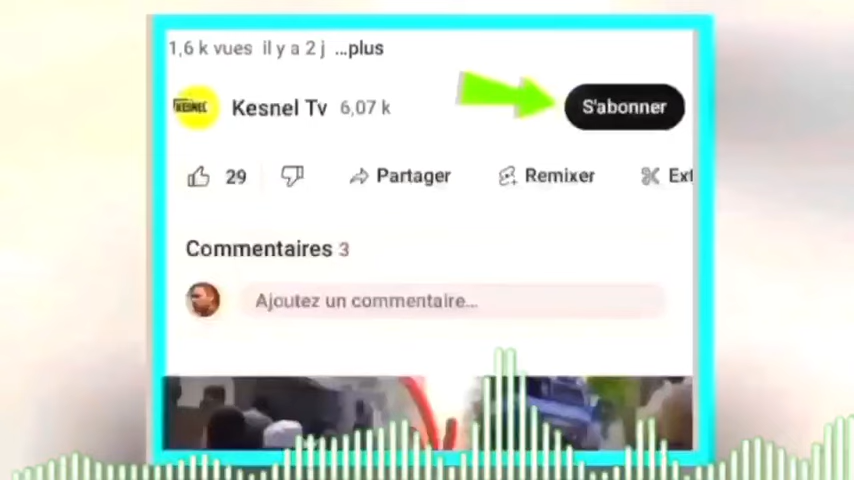 1,6 k vues il y a 2 j ...plus
KESNEL
Kesnel Tv 6,07 k
S'abonner
29
Partager
Remixer
Ext
Commentaires 3
Ajoutez un commentaire...